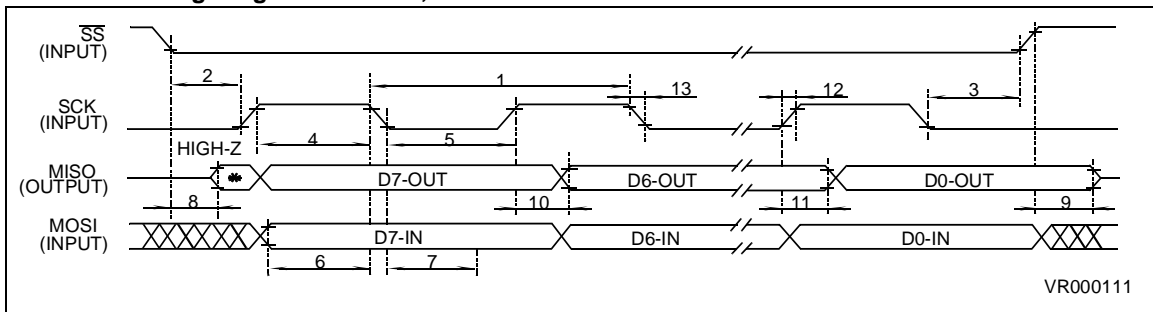 SS
(INPUT)
2
1
13
12
3
SCK
(INPUT)
4
5
HIGH-Z
MISO
(OUTPUT)
**
D7-OUT
D6-OUT
D0-OUT
8
10
11
9
MOSI
(INPUT)
D7-IN
D6-IN
D0-IN
6
7
VR000111